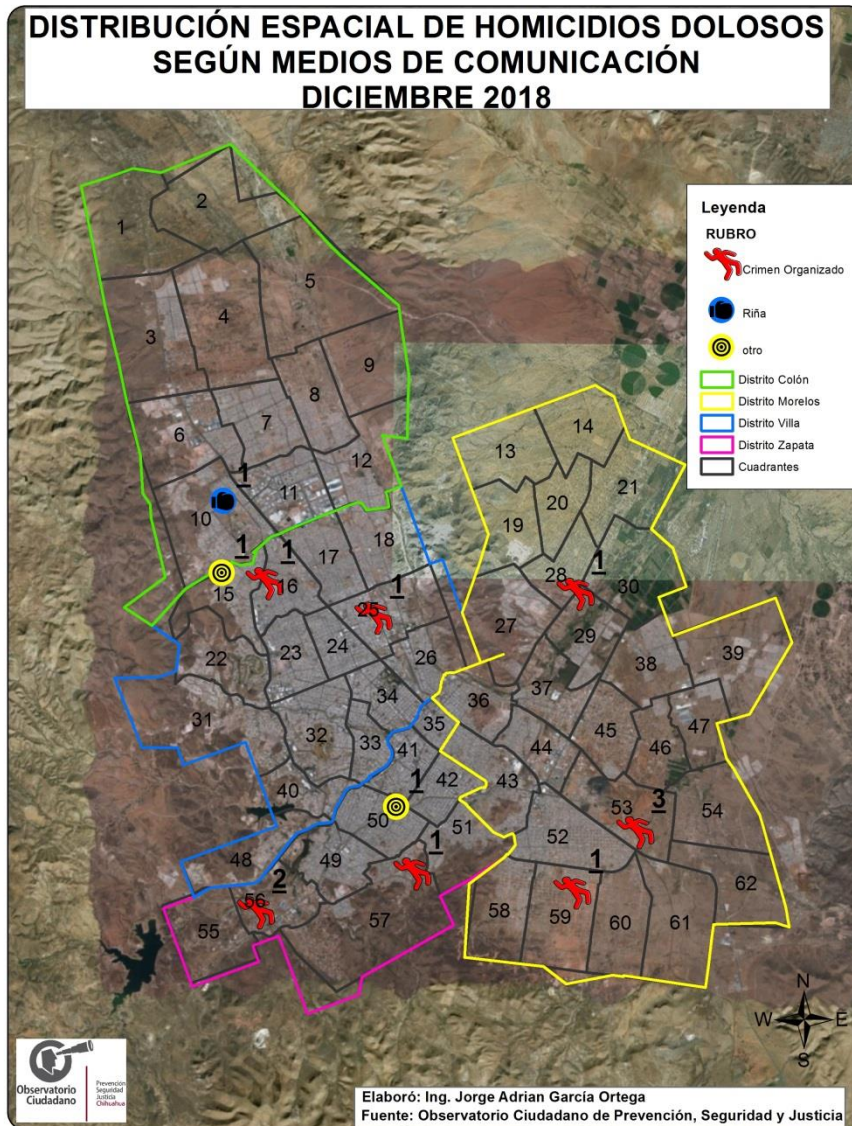 DISTRIBUCIÓN ESPACIAL DE HOMICIDIOS DOLOSOS
SEGÚN MEDIOS DE COMUNICACIÓN
DICIEMBRE 2018
Leyenda
RUBRO
Crimen Organizado
Riña
otro
Distrito Colón
Distrito Morelos
Distrito Villa
Distrito Zapata
Cuadrantes
2
1
5
3
4
9
8
7
6
14
13
12
1
11
21
20
10
19
1
1
18
17
16
15
1
25
1
28
30
27
29
24
23
22
26
38
39
34
36
37
31
35
47
32
33
45
46
41
44
1
42
43
40
53
3
54
50
51
52
1
49
1
48
2
62
56
57
58
59
60
61
55
N
W
E
S
Observatorio
Ciudadano
Prevención
Seguridad
Justicia
Chihuahua
Elaboró: Ing. Jorge Adrian García Ortega
Fuente: Observatorio Ciudadano de Prevención, Seguridad y Justicia